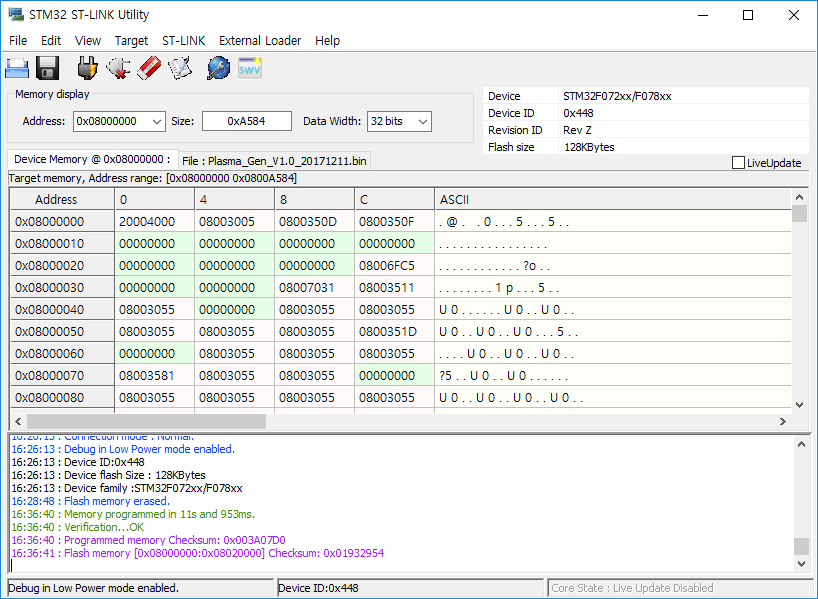 STM32 ST-LINK Utility
File Edit View Target ST-LINK External Loader Help
SWV
Memory display
Address: 0x08000000 Size: 0xA584 Data Width: 32 bits
Device STM32F072xx/F078xx
Device ID 0x448
Revision ID Rev Z
Flash size 128KBytes
LiveUpdate
Device Memory @ 0x08000000 : File : Plasma_Gen_V1.0_20171211.bin
Target memory, Address range: [0x08000000 0x0800A584]
Address 0 4 8 C ASCII
0x08000000 20004000 08003005 0800350D 0800350F . @ . . 0 . . . 5 . . . 5 . .
0x08000010 00000000 00000000 00000000 00000000 . . . . . . . . . . . . . . . .
0x08000020 00000000 00000000 00000000 08006FC5 . . . . . . . . . . . . ? o . .
0x08000030 00000000 00000000 08007031 08003511 . . . . . . . . 1 p . . . 5 . .
0x08000040 08003055 00000000 08003055 08003055 U 0 . . . . . . U 0 . . U 0 . .
0x08000050 08003055 08003055 08003055 0800351D U 0 . . U 0 . . U 0 . . . 5 . .
0x08000060 00000000 08003055 08003055 08003055 . . . . U 0 . . U 0 . . U 0 . .
0x08000070 08003581 08003055 08003055 00000000 ? 5 . . U 0 . . U 0 . . . . . .
0x08000080 08003055 08003055 08003055 08003055 U 0 . . U 0 . . U 0 . . U 0 . .
16:26:13 : Connection mode : Normal.
16:26:13 : Debug in Low Power mode enabled.
16:26:13 : Device ID:0x448
16:26:13 : Device flash Size : 128KBytes
16:26:13 : Device family :STM32F072xx/F078xx
16:28:48 : Flash memory erased.
16:36:40 : Memory programmed in 11s and 953ms.
16:36:40 : Verification...OK
16:36:40 : Programmed memory Checksum: 0x003A07D0
16:36:41 : Flash memory [0x08000000:0x08020000] Checksum: 0x01932954
Debug in Low Power mode enabled. Device ID:0x448 Core State : Live Update Disabled